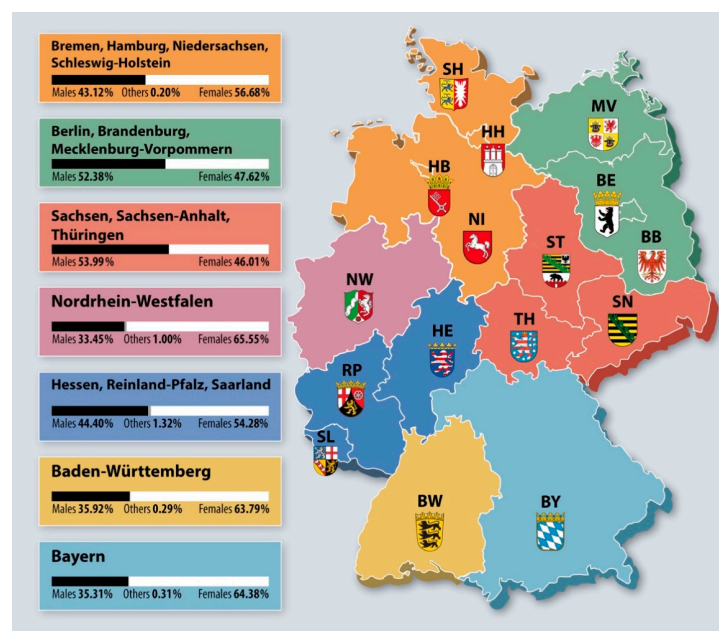 Bremen, Hamburg, Niedersachsen,
Schleswig-Holstein
Males 43.12% Others 0.20% Females 56.68%
Berlin, Brandenburg,
Mecklenburg-Vorpommern
Males 52.38% Females 47.62%
Sachsen, Sachsen-Anhalt,
Thüringen
Males 53.99% Females 46.01%
Nordrhein-Westfalen
Males 33.45% Others 1.00% Females 65.55%
Hessen, Reinland-Pfalz, Saarland
Males 44.40% Others 1.32% Females 54.28%
Baden-Württemberg
Males 35.92% Others 0.29% Females 63.79%
Bayern
Males 35.31% Others 0.31% Females 64.38%
SH
MV
HH
HB
BE
NI
ST
BB
NW
SN
HE
TH
RP
SL
BW
BY